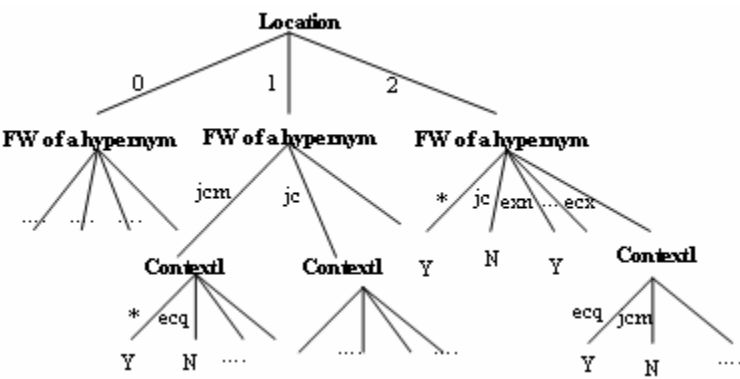 Location
0 1 2
FW of a hypernym FW of a hypernym FW of a hypernym
jcm jc * jc exn ... ecx
.... .... ....
Context1 Context1 Y N Y Context1
* ecq ecq jcm
Y N .... .... .... Y N ....